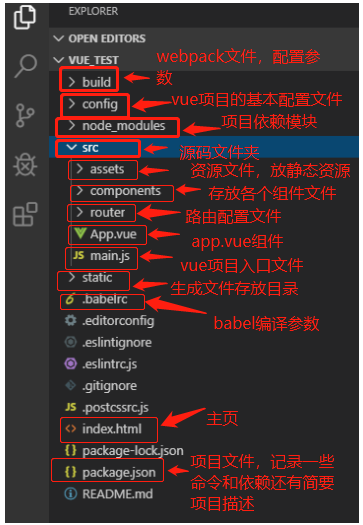 EXPLORER
OPEN EDITORS
VUE_TEST
webpack文件，配置参
数
build
config
vue项目的基本配置文件
node_modules
项目依赖模块
src
源码文件夹
assets
资源文件，放静态资源
components
存放各个组件文件
router
路由配置文件
App.vue
app.vue组件
JS main.js
vue项目入口文件
static
生成文件存放目录
.babelrc
babel编译参数
.editorconfig
.eslintignore
.eslintrc.js
.gitignore
JS .postcssrc.js
主页
<> index.html
{} package-lock.json
{} package.json
项目文件，记录一些
命令和依赖还有简要
项目描述
README.md